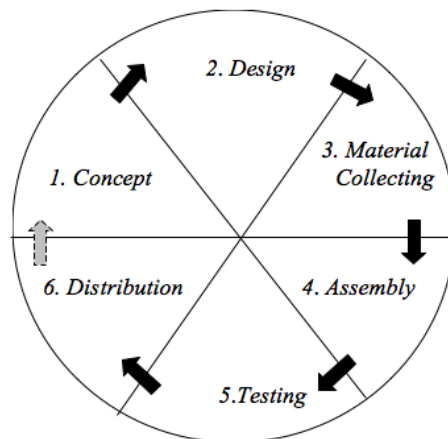 1. Concept
2. Design
3. Material
Collecting
4. Assembly
5.Testing
6. Distribution